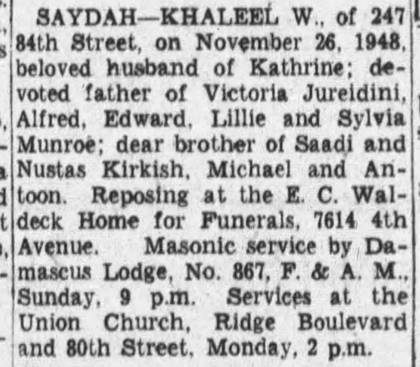 SAYDAH—KHALEEL W., of 247
84th Street, on November 26, 1948,
beloved husband of Kathrine; de-
voted father of Victoria Jureidini,
Alfred, Edward, Lillie and Sylvia
Munroe; dear brother of Saadi and
Nustas Kirkish, Michael and An-
toon. Reposing at the E. C. Wal-
deck Home for Funerals, 7614 4th
Avenue. Masonic service by Da-
mascus Lodge, No. 867, F. & A. M.,
Sunday, 9 p.m. Services at the
Union Church, Ridge Boulevard
and 80th Street, Monday, 2 p.m.